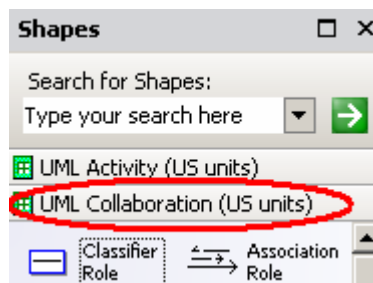 Shapes
Search for Shapes:
Type your search here
UML Activity (US units)
UML Collaboration (US units)
Classifier Role
Association Role